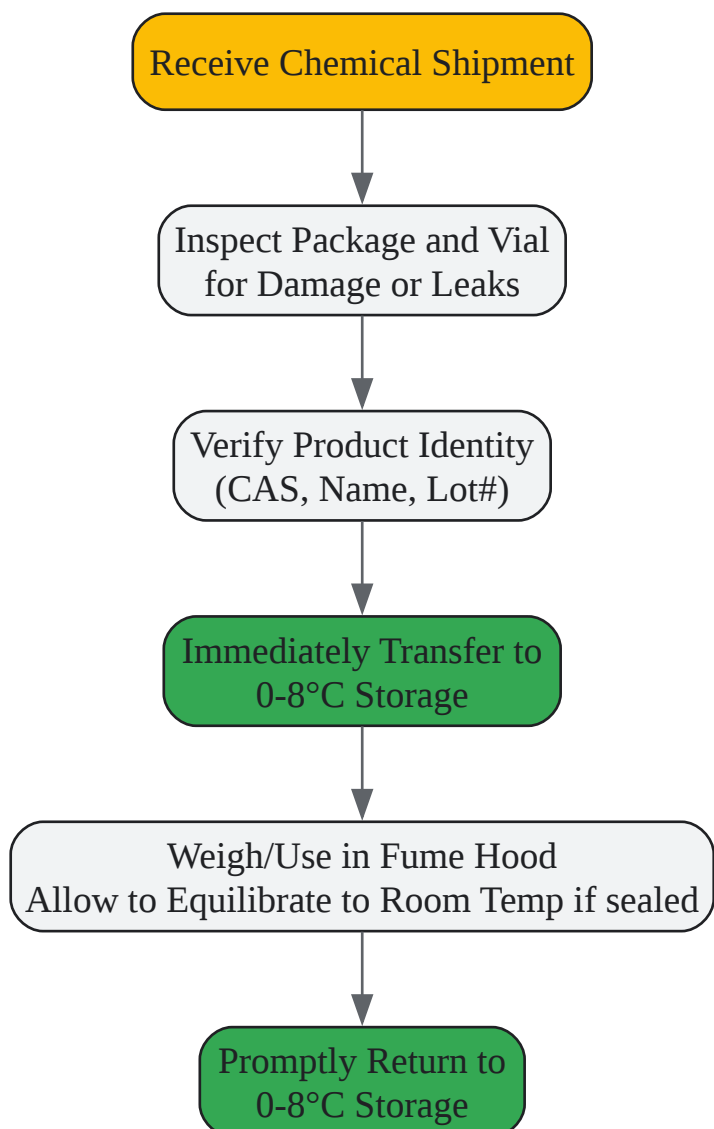 Receive Chemical Shipment
Inspect Package and Vial
for Damage or Leaks
Verify Product Identity
(CAS, Name, Lot#)
Immediately Transfer to
0-8°C Storage
Weigh/Use in Fume Hood
Allow to Equilibrate to Room Temp if sealed
Promptly Return to
0-8°C Storage